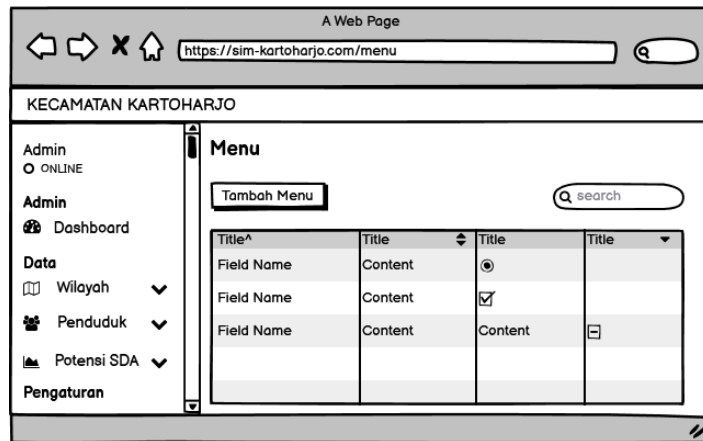 A Web Page
https://sim-kartoharjo.com/menu
KECAMATAN KARTOHARJO
Admin
ONLINE
Admin
Dashboard
Data
Wilayah
Penduduk
Potensi SDA
Pengaturan
Menu
Tambah Menu
search
Title^ Title Title Title
Field Name Content
Field Name Content
Field Name Content Content